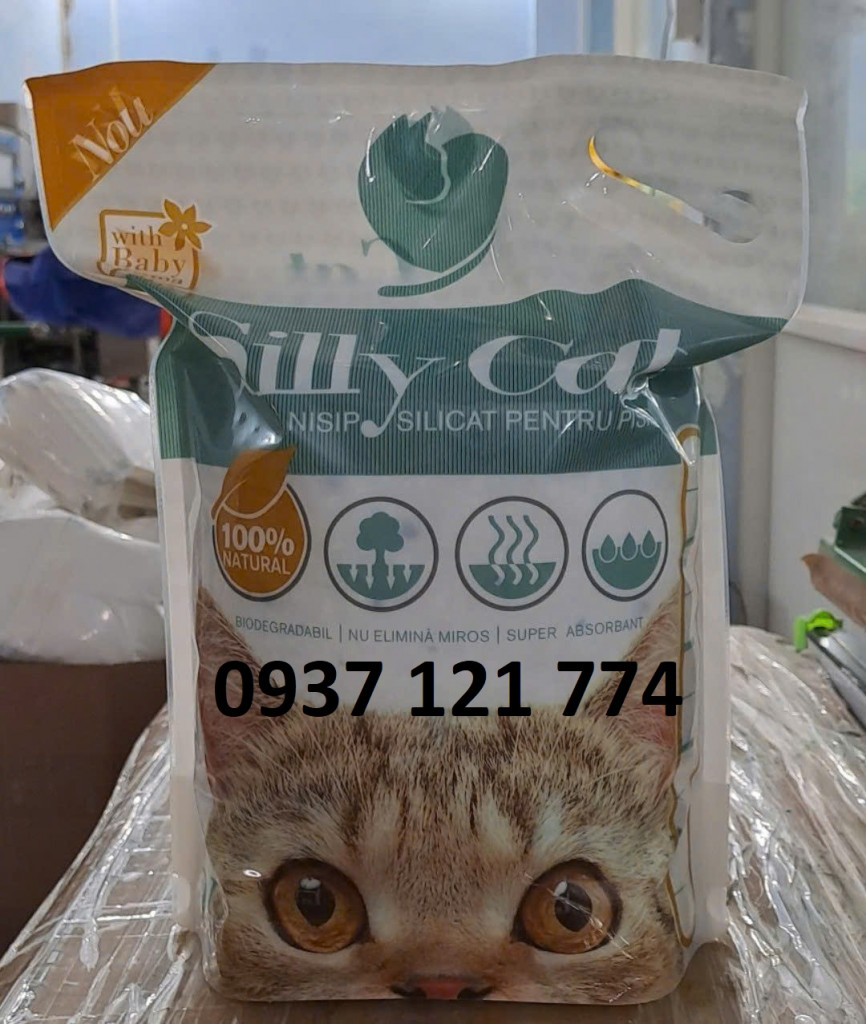 Nou
with
Baby
Silly Cat
NISIP SILICAT PENTRU
100%
NATURAL
BIODEGRADABIL | NU ELIMINĂ MIROS | SUPER ABSORBANT
0937 121 774